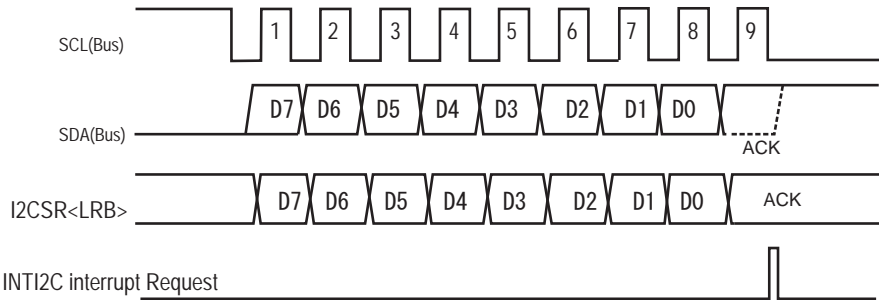 SCL(Bus) 1 2 3 4 5 6 7 8 9
SDA(Bus) D7 D6 D5 D4 D3 D2 D1 D0
ACK
I2CSR<LRB> D7 D6 D5 D4 D3 D2 D1 D0 ACK
INTI2C interrupt Request